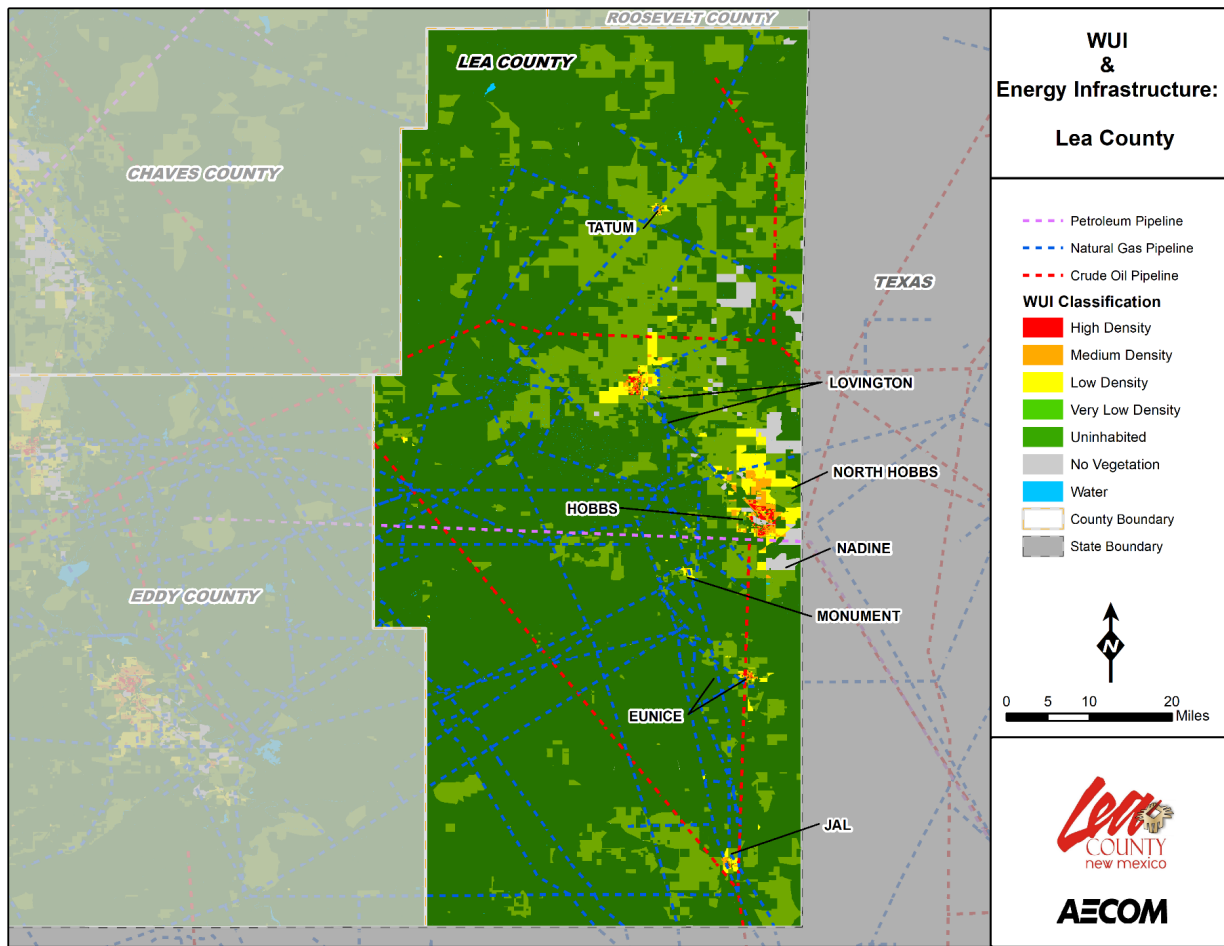 ROOSEVELT COUNTY
LEA COUNTY
CHAVES COUNTY
TATUM
TEXAS
LOVINGTON
NORTH HOBBS
HOBBS
NADINE
EDDY COUNTY
MONUMENT
EUNICE
JAL
WUI
&
Energy Infrastructure:
Lea County
Petroleum Pipeline
Natural Gas Pipeline
Crude Oil Pipeline
WUI Classification
High Density
Medium Density
Low Density
Very Low Density
Uninhabited
No Vegetation
Water
County Boundary
State Boundary
N
0 5 10 20
Miles
Lea
COUNTY
new mexico
AECOM